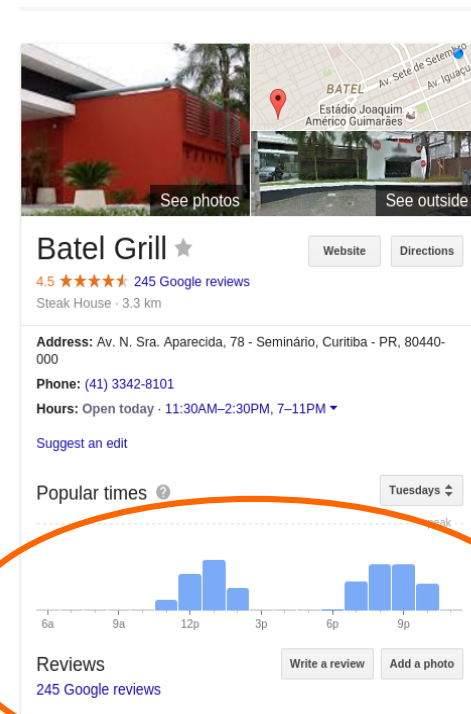 BATEL
Av. Sete de Setembro
Av. Iguaçu
Estádio Joaquim
Américo Guimarães
See photos
See outside
Batel Grill
Website
Directions
4.5 245 Google reviews
Steak House · 3.3 km
Address: Av. N. Sra. Aparecida, 78 - Seminário, Curitiba - PR, 80440-
000
Phone: (41) 3342-8101
Hours: Open today · 11:30AM–2:30PM, 7–11PM
Suggest an edit
Popular times ?
Tuesdays
peak
6a 9a 12p 3p 6p 9p
Reviews
Write a review
Add a photo
245 Google reviews